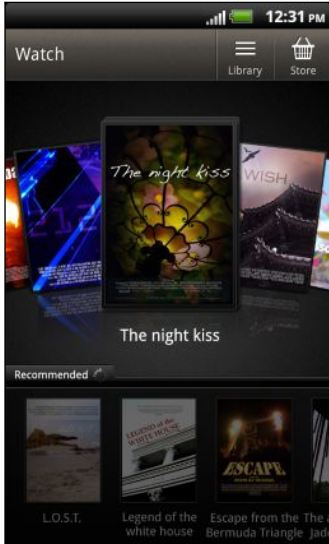 12:31 PM
Watch
Library
Store
The night kiss
WISH
The night kiss
Recommended
LEGEND of the
WHITE HOUSE
ESCAPE
L.O.S.T.
Legend of the
white house
Escape from the
Bermuda Triangle
The
Jad